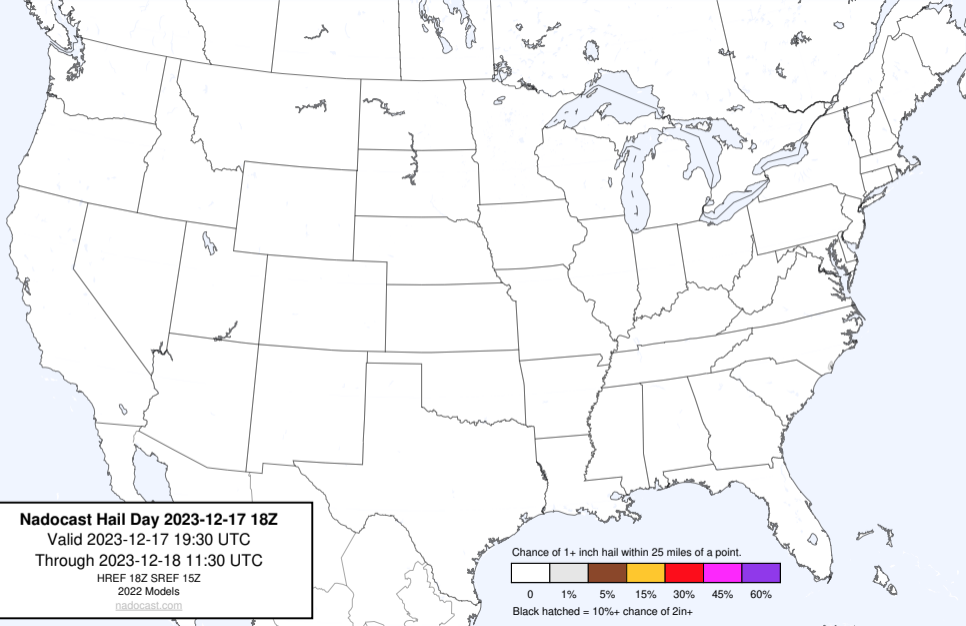 Nadocast Hail Day 2023-12-17 18Z
Valid 2023-12-17 19:30 UTC
Through 2023-12-18 11:30 UTC
HREF 18Z SREF 15Z
2022 Models
nadocast.com
Chance of 1+ inch hail within 25 miles of a point.
0 1% 5% 15% 30% 45% 60%
Black hatched = 10%+ chance of 2in+